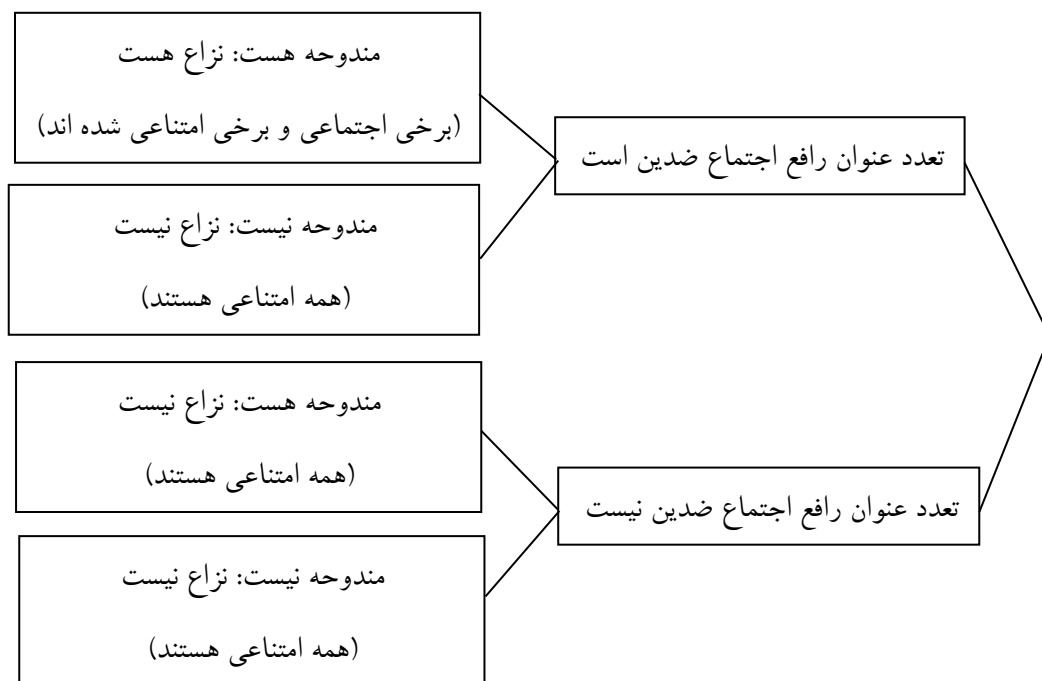 تعدد عنوان رافع اجتماع ضدین است
مندوحه هست: نزاع هست
(برخی اجتماعی و برخی امتناعی شده اند)
مندوحه نیست: نزاع نیست
(همه امتناعی هستند)
تعدد عنوان رافع اجتماع ضدین نیست
مندوحه هست: نزاع نیست
(همه امتناعی هستند)
مندوحه نیست: نزاع نیست
(همه امتناعی هستند)